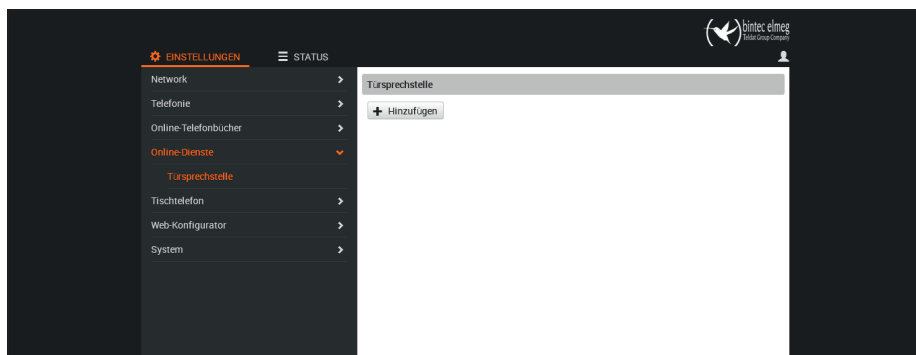 bintec elmeg
Teldat Group Company
EINSTELLUNGEN
STATUS
Network
Telefonie
Online-Telefonbücher
Online-Dienste
Türsprechstelle
Tischtelefon
Web-Konfigurator
System
Türsprechstelle
Hinzufügen